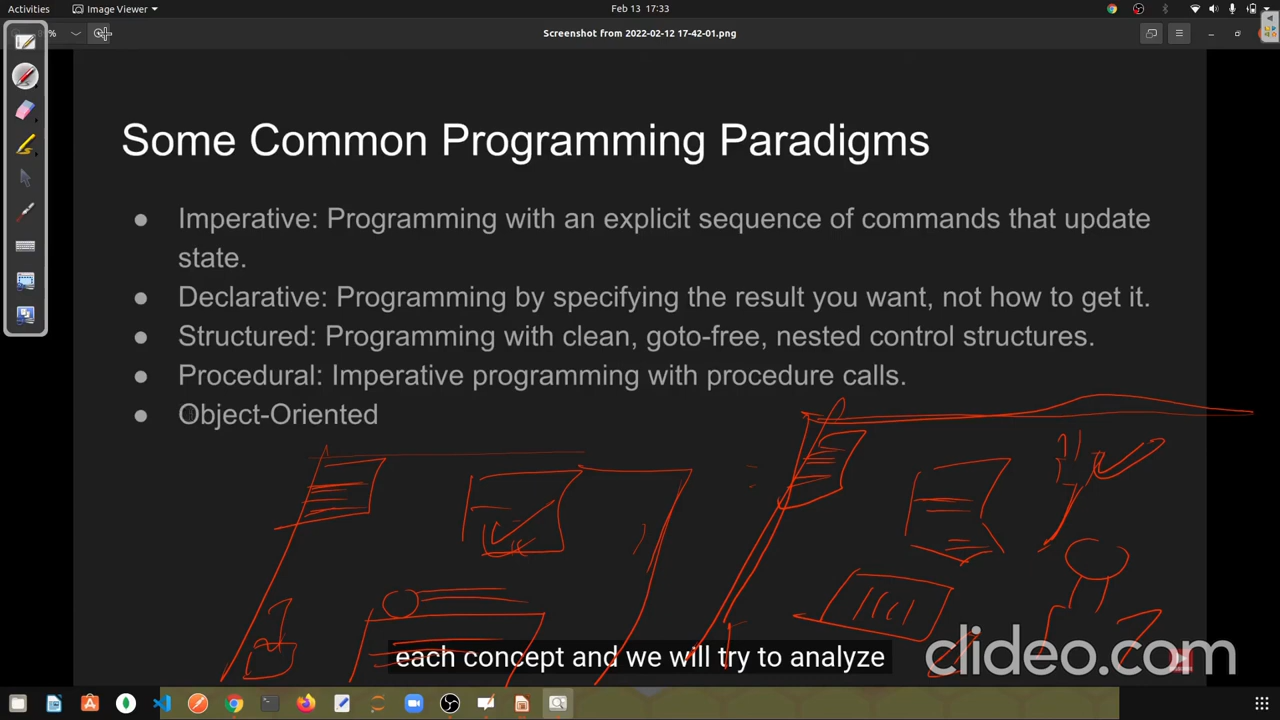 Activities
Image Viewer
Feb 13 17:33
Screenshot from 2022-02-12 17-42-01.png
Some Common Programming Paradigms
● Imperative: Programming with an explicit sequence of commands that update
state.
● Declarative: Programming by specifying the result you want, not how to get it.
● Structured: Programming with clean, goto-free, nested control structures.
● Procedural: Imperative programming with procedure calls.
● Object-Oriented
each concept and we will try to analyze
clideo.com